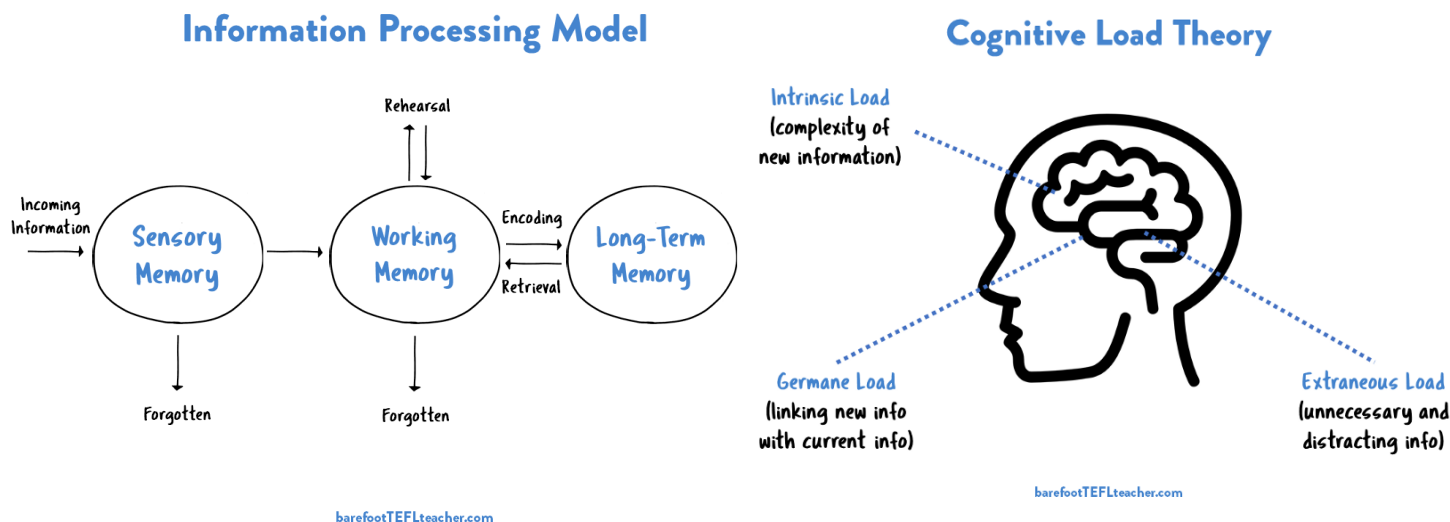 Information Processing Model
Rehearsal
Incoming
Information
Sensory
Memory
Working
Memory
Encoding
Retrieval
Long-Term
Memory
Forgotten
Forgotten
barefootTEFLteacher.com
Cognitive Load Theory
Intrinsic Load
(complexity of
new information)
Germane Load
(linking new info
with current info)
Extraneous Load
(unnecessary and
distracting info)
barefootTEFLteacher.com